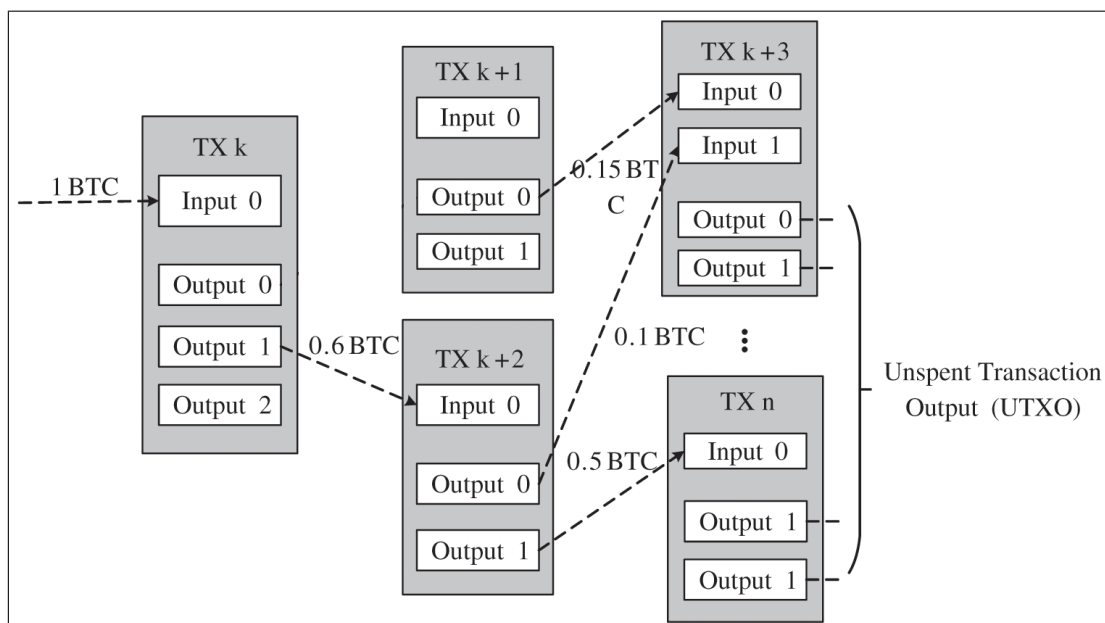 1 BTC
TX k
Input 0
Output 0
Output 1
Output 2
0.6 BTC
TX k+1
Input 0
Output 0
Output 1
TX k+2
Input 0
Output 0
Output 1
0.15 BT
C
0.1 BTC
0.5 BTC
TX k+3
Input 0
Input 1
Output 0
Output 1
TX n
Input 0
Output 1
Output 1
Unspent Transaction
Output (UTXO)